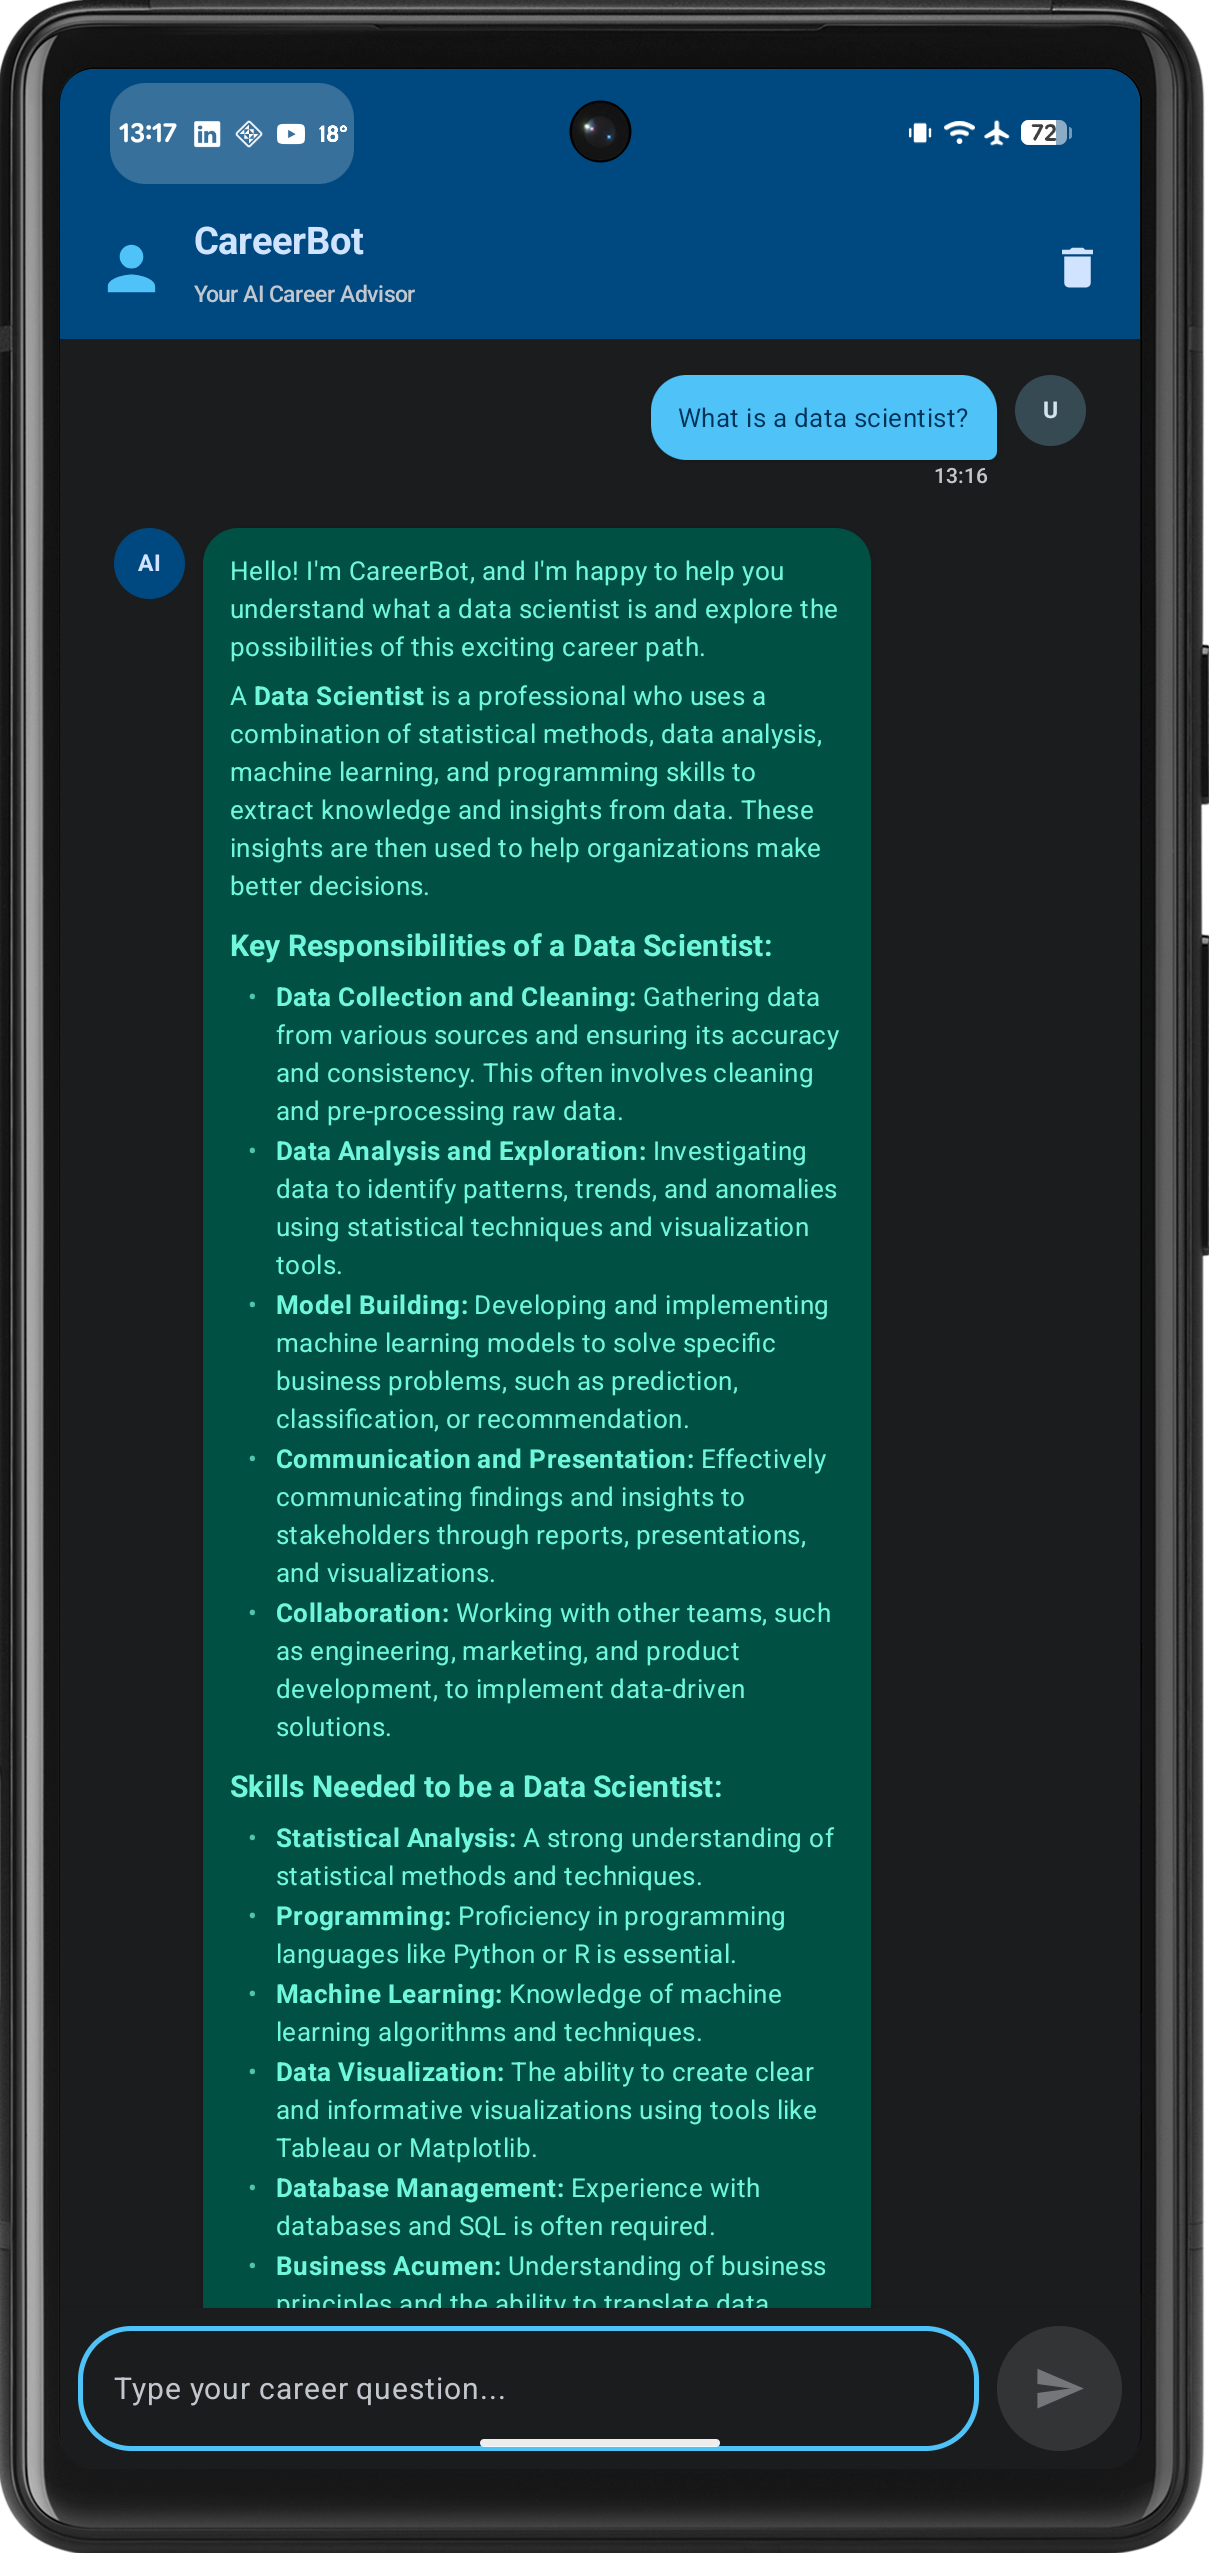 13:17 in 18° 72
CareerBot
Your AI Career Advisor
What is a data scientist?
U
13:16
AI
Hello! I'm CareerBot, and I'm happy to help you
understand what a data scientist is and explore the
possibilities of this exciting career path.
A Data Scientist is a professional who uses a
combination of statistical methods, data analysis,
machine learning, and programming skills to
extract knowledge and insights from data. These
insights are then used to help organizations make
better decisions.
Key Responsibilities of a Data Scientist:
• Data Collection and Cleaning: Gathering data
from various sources and ensuring its accuracy
and consistency. This often involves cleaning
and pre-processing raw data.
• Data Analysis and Exploration: Investigating
data to identify patterns, trends, and anomalies
using statistical techniques and visualization
tools.
• Model Building: Developing and implementing
machine learning models to solve specific
business problems, such as prediction,
classification, or recommendation.
• Communication and Presentation: Effectively
communicating findings and insights to
stakeholders through reports, presentations,
and visualizations.
• Collaboration: Working with other teams, such
as engineering, marketing, and product
development, to implement data-driven
solutions.
Skills Needed to be a Data Scientist:
• Statistical Analysis: A strong understanding of
statistical methods and techniques.
• Programming: Proficiency in programming
languages like Python or R is essential.
• Machine Learning: Knowledge of machine
learning algorithms and techniques.
• Data Visualization: The ability to create clear
and informative visualizations using tools like
Tableau or Matplotlib.
• Database Management: Experience with
databases and SQL is often required.
• Business Acumen: Understanding of business
principles and the ability to translate data
Type your career question...